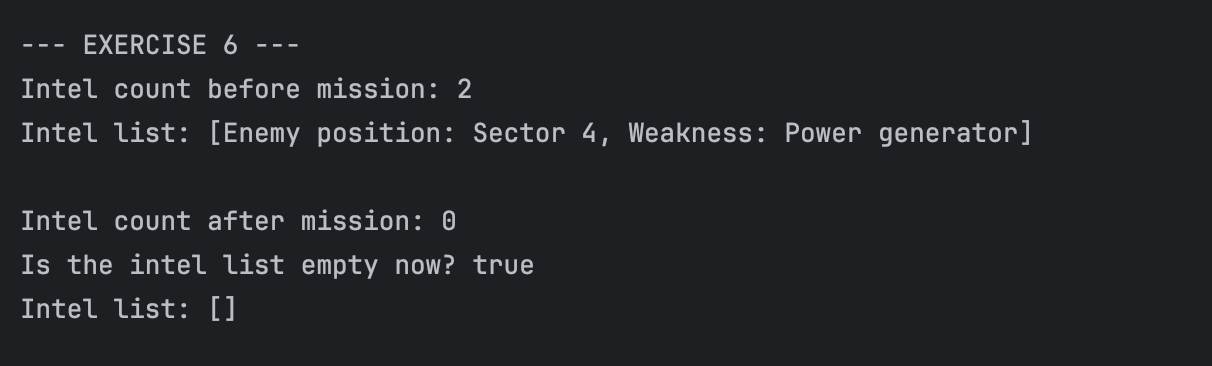 --- EXERCISE 6 ---
Intel count before mission: 2
Intel list: [Enemy position: Sector 4, Weakness: Power generator]
Intel count after mission: 0
Is the intel list empty now? true
Intel list: []